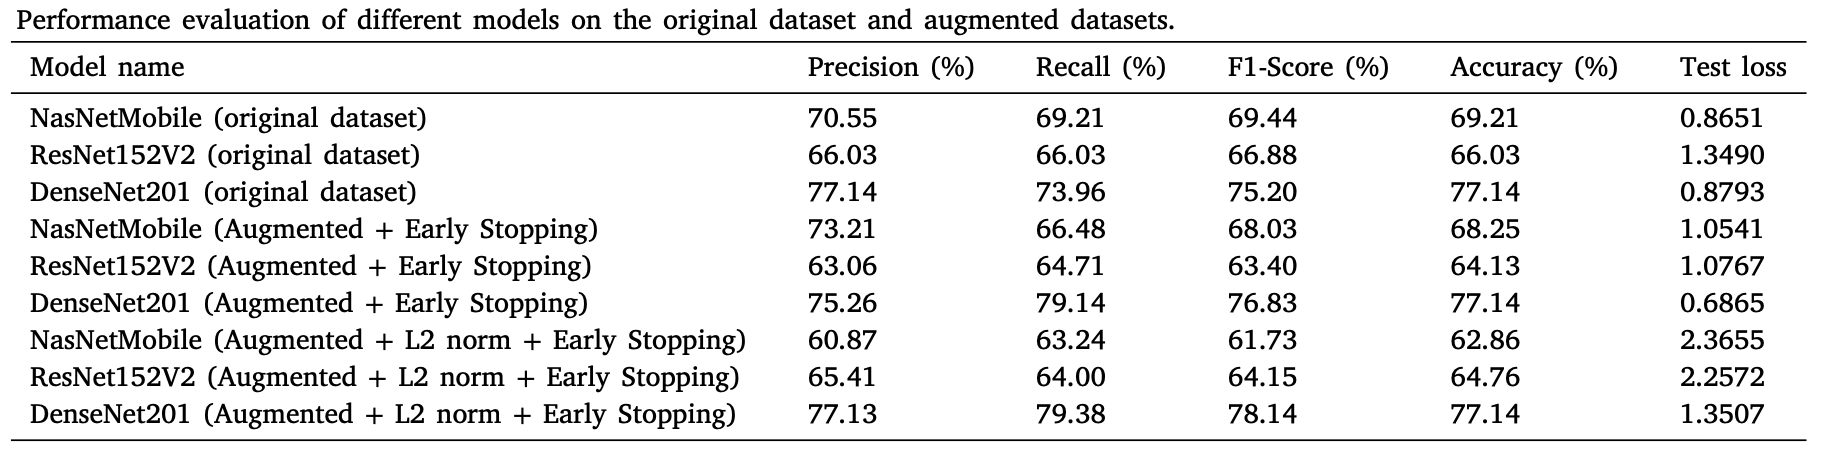 Performance evaluation of different models on the original dataset and augmented datasets.
Model name Precision (%) Recall (%) F1-Score (%) Accuracy (%) Test loss
NasNetMobile (original dataset) 70.55 69.21 69.44 69.21 0.8651
ResNet152V2 (original dataset) 66.03 66.03 66.88 66.03 1.3490
DenseNet201 (original dataset) 77.14 73.96 75.20 77.14 0.8793
NasNetMobile (Augmented + Early Stopping) 73.21 66.48 68.03 68.25 1.0541
ResNet152V2 (Augmented + Early Stopping) 63.06 64.71 63.40 64.13 1.0767
DenseNet201 (Augmented + Early Stopping) 75.26 79.14 76.83 77.14 0.6865
NasNetMobile (Augmented + L2 norm + Early Stopping) 60.87 63.24 61.73 62.86 2.3655
ResNet152V2 (Augmented + L2 norm + Early Stopping) 65.41 64.00 64.15 64.76 2.2572
DenseNet201 (Augmented + L2 norm + Early Stopping) 77.13 79.38 78.14 77.14 1.3507